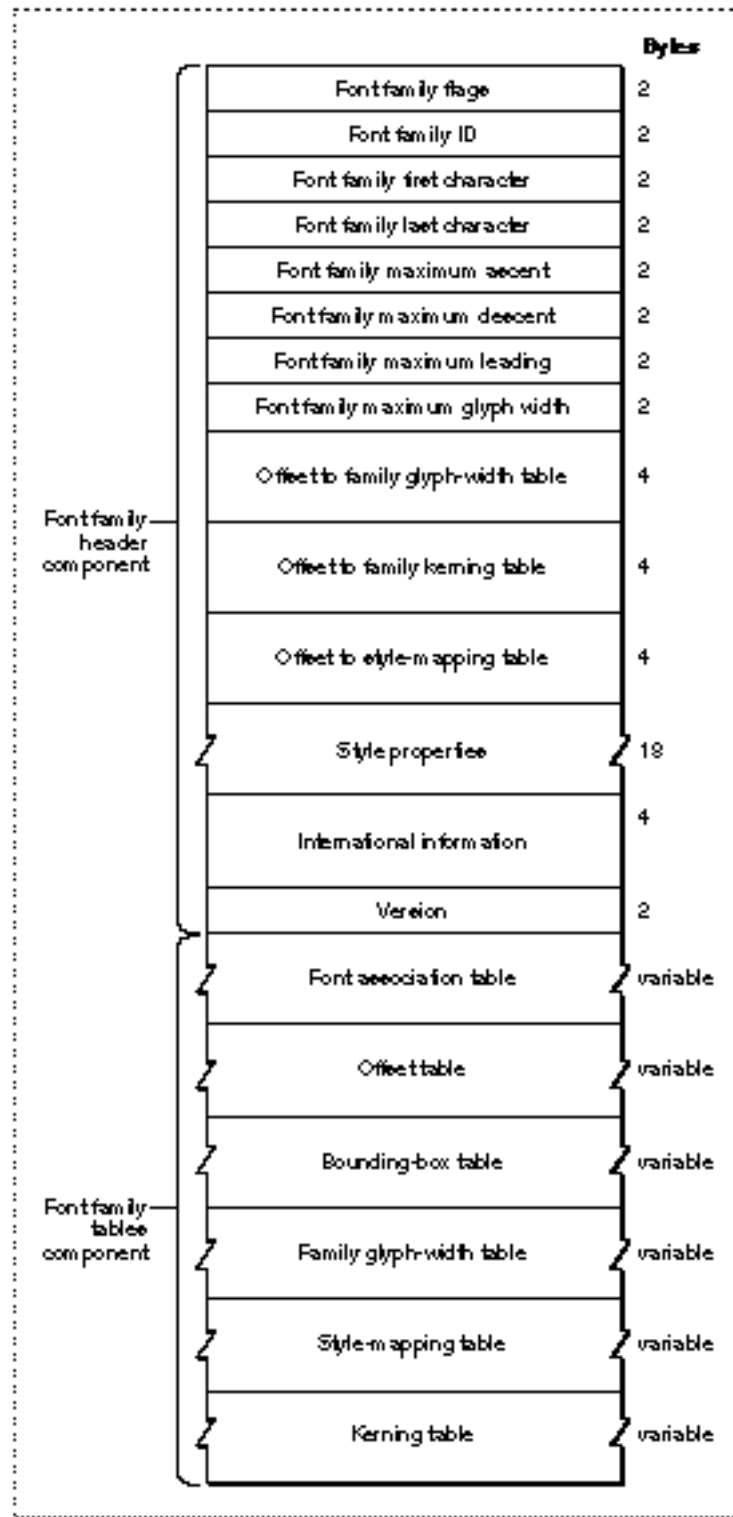 Bytes
Font family flags 2
Font family ID 2
Font family first character 2
Font family last character 2
Font family maximum ascent 2
Font family maximum descent 2
Font family maximum leading 2
Font family maximum glyph width 2
Offset to family glyph-width table 4
Font family
header
component
Offset to family kerning table 4
Offset to style-mapping table 4
Style properties 18
International information 4
Version 2
Font association table variable
Offset table variable
Bounding-box table variable
Font family
tables
component
Family glyph-width table variable
Style-mapping table variable
Kerning table variable